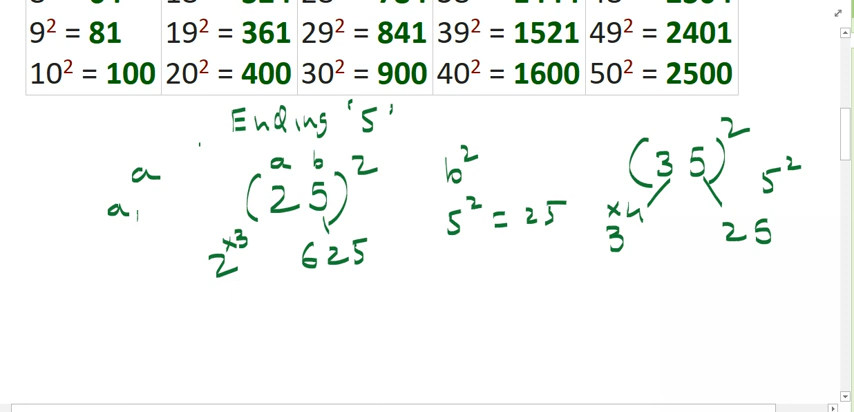 9² = 81 19² = 361 29² = 841 39² = 1521 49² = 2401
10² = 100 20² = 400 30² = 900 40² = 1600 50² = 2500
Ending '5'
a b
a (25)² b² (35)² 5²
a, 5² = 25 ×4
2×3 625 3 25